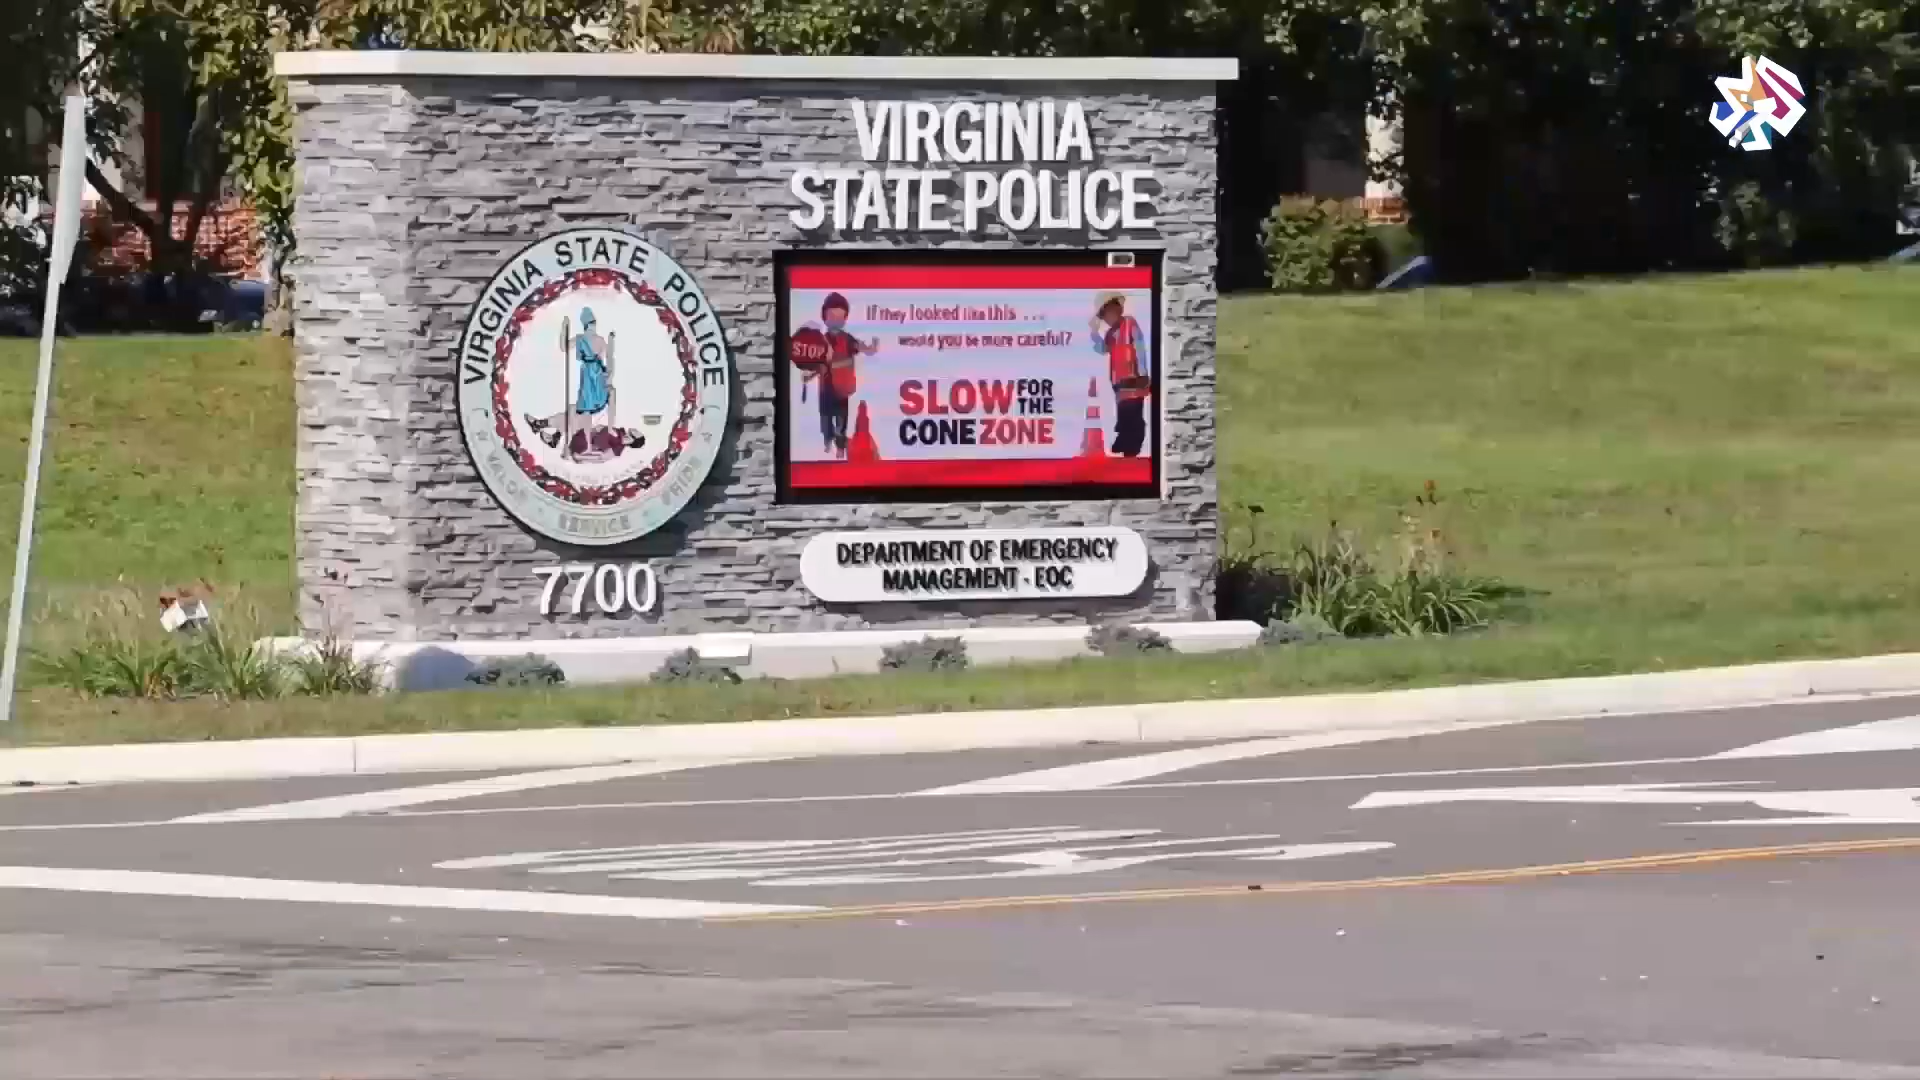 VIRGINIA
STATE POLICE
VIRGINIA STATE POLICE
VALOR · SERVICE · PRIDE
If they looked like this ...
would you be more careful?
STOP
SLOW FOR THE
CONE ZONE
7700
DEPARTMENT OF EMERGENCY
MANAGEMENT - EOC